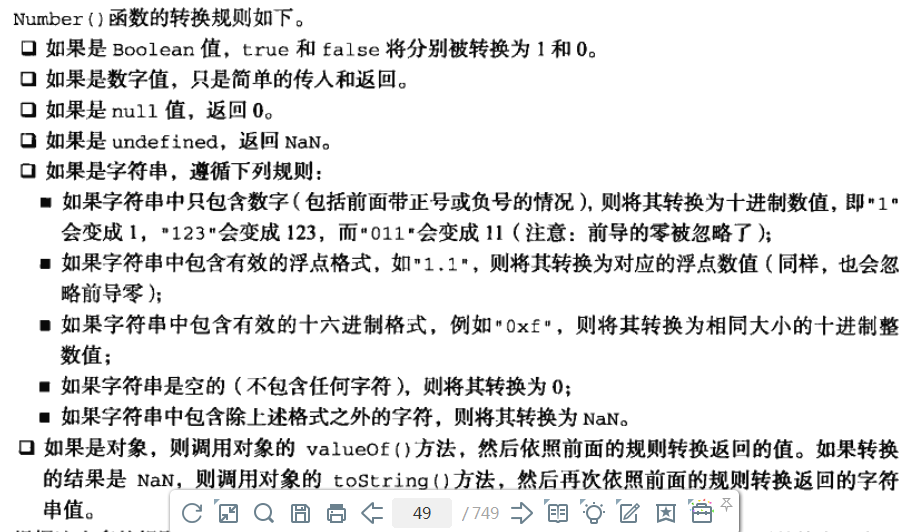 Number()函数的转换规则如下。
❑ 如果是 Boolean 值，true 和 false 将分别被转换为 1 和 0。
❑ 如果是数字值，只是简单的传入和返回。
❑ 如果是 null 值，返回 0。
❑ 如果是 undefined，返回 NaN。
❑ 如果是字符串，遵循下列规则：
■ 如果字符串中只包含数字（包括前面带正号或负号的情况），则将其转换为十进制数值，即"1"
会变成 1，"123"会变成 123，而"011"会变成 11（注意：前导的零被忽略了）；
■ 如果字符串中包含有效的浮点格式，如"1.1"，则将其转换为对应的浮点数值（同样，也会忽
略前导零）；
■ 如果字符串中包含有效的十六进制格式，例如"0xf"，则将其转换为相同大小的十进制整
数值；
■ 如果字符串是空的（不包含任何字符），则将其转换为 0；
■ 如果字符串中包含除上述格式之外的字符，则将其转换为 NaN。
❑ 如果是对象，则调用对象的 valueOf()方法，然后依照前面的规则转换返回的值。如果转换
的结果是 NaN，则调用对象的 toString()方法，然后再次依照前面的规则转换返回的字符
串值。
49 / 749